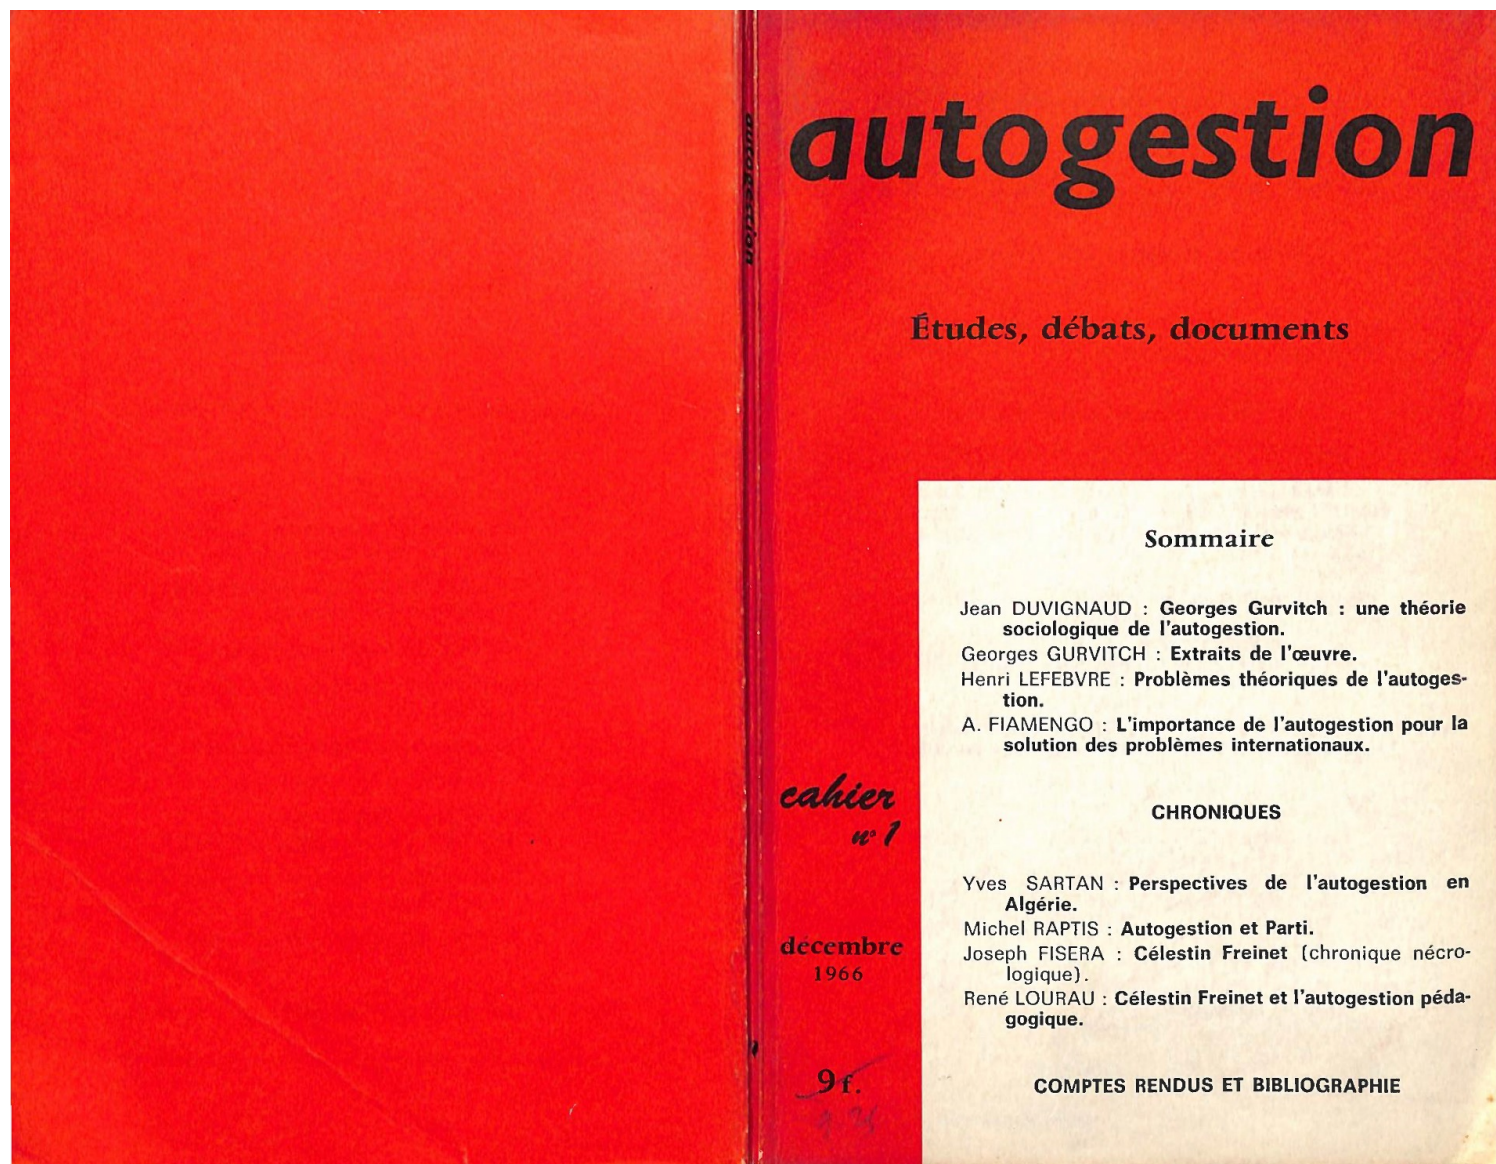 autogestion
autogestion
Études, débats, documents
Sommaire
Jean DUVIGNAUD : Georges Gurvitch : une théorie
sociologique de l'autogestion.
Georges GURVITCH : Extraits de l'œuvre.
Henri LEFEBVRE : Problèmes théoriques de l'autoges-
tion.
A. FIAMENGO : L'importance de l'autogestion pour la
solution des problèmes internationaux.
CHRONIQUES
Yves SARTAN : Perspectives de l'autogestion en
Algérie.
Michel RAPTIS : Autogestion et Parti.
Joseph FISERA : Célestin Freinet (chronique nécro-
logique).
René LOURAU : Célestin Freinet et l'autogestion péda-
gogique.
COMPTES RENDUS ET BIBLIOGRAPHIE
cahier
n° 1
décembre
1966
9 f.